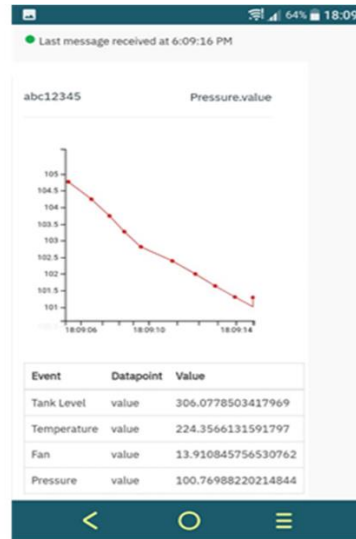 64% 18:09
Last message received at 6:09:16 PM
abc12345 Pressure.value
105
104.5
104
103.5
103
102.5
102
101.5
101
18:09:06 18:09:10 18:09:14
Event Datapoint Value
Tank Level value 306.0778503417969
Temperature value 224.3566131591797
Fan value 13.910845756530762
Pressure value 100.76988220214844